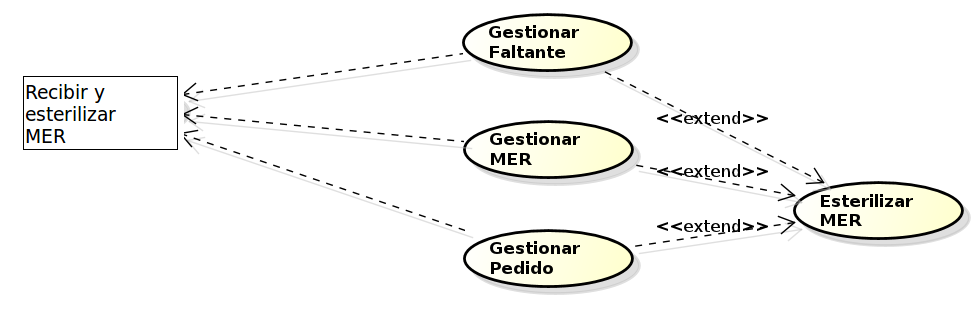 Gestionar
Faltante
Recibir y
esterilizar
MER
<<extend>>
Gestionar
MER
<<extend>>
Esterilizar
MER
<<extend>>
Gestionar
Pedido